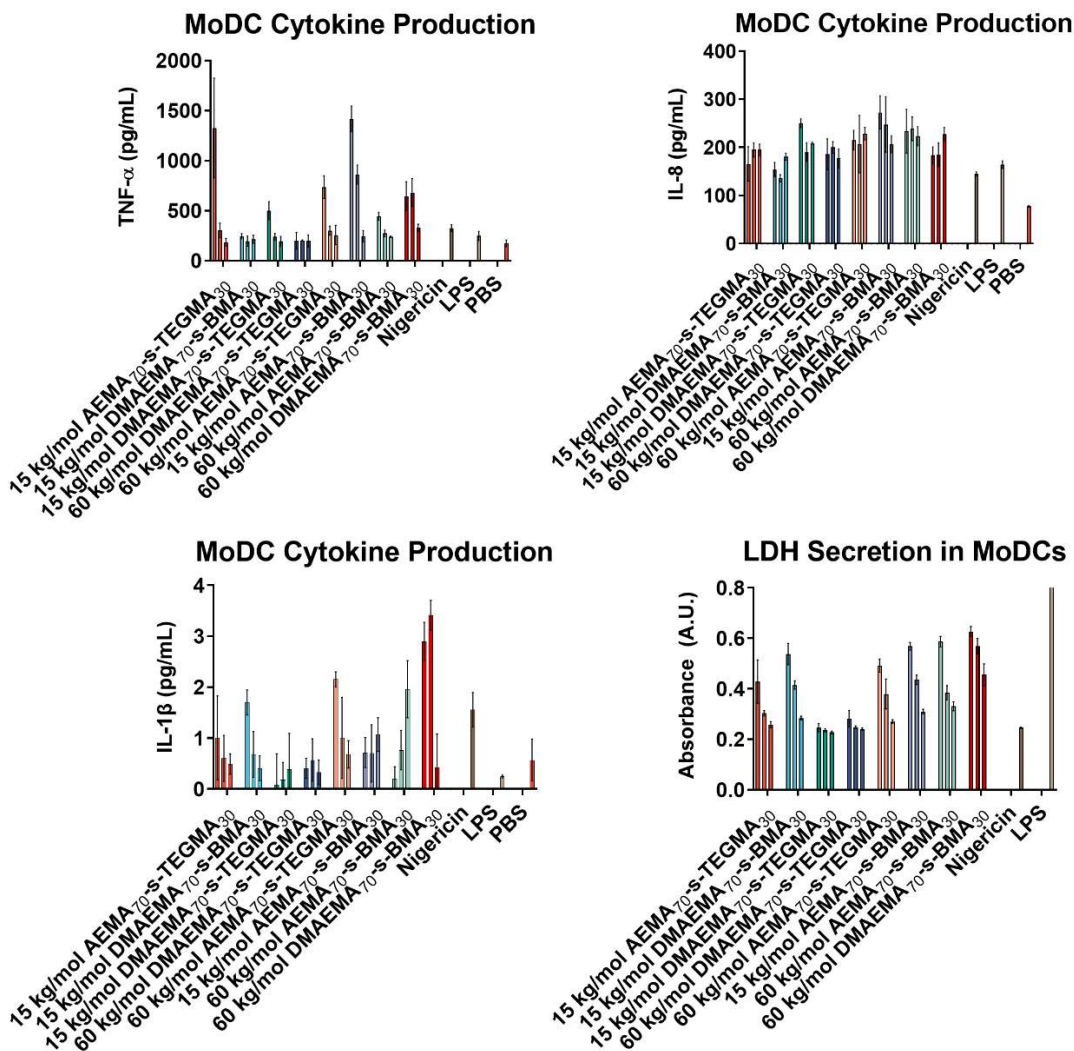 MoDC Cytokine Production
TNF-α (pg/mL)
2000
1500
1000
500
0
15 kg/mol AEMA70-s-TEGMA30
15 kg/mol DMAEMA70-s-BMA30
15 kg/mol DMAEMA70-s-TEGMA30
60 kg/mol DMAEMA70-s-TEGMA30
60 kg/mol AEMA70-s-TEGMA30
15 kg/mol AEMA70-s-BMA30
60 kg/mol AEMA70-s-BMA30
60 kg/mol DMAEMA70-s-BMA30
Nigericin
LPS
PBS
MoDC Cytokine Production
IL-8 (pg/mL)
400
300
200
100
0
15 kg/mol AEMA70-s-TEGMA30
15 kg/mol DMAEMA70-s-BMA30
15 kg/mol DMAEMA70-s-TEGMA30
60 kg/mol DMAEMA70-s-TEGMA30
60 kg/mol AEMA70-s-TEGMA30
15 kg/mol AEMA70-s-BMA30
60 kg/mol AEMA70-s-BMA30
60 kg/mol DMAEMA70-s-BMA30
Nigericin
LPS
PBS
MoDC Cytokine Production
IL-1β (pg/mL)
4
3
2
1
0
15 kg/mol AEMA70-s-TEGMA30
15 kg/mol DMAEMA70-s-BMA30
15 kg/mol DMAEMA70-s-TEGMA30
60 kg/mol DMAEMA70-s-TEGMA30
60 kg/mol AEMA70-s-TEGMA30
15 kg/mol AEMA70-s-BMA30
60 kg/mol AEMA70-s-BMA30
60 kg/mol DMAEMA70-s-BMA30
Nigericin
LPS
PBS
LDH Secretion in MoDCs
Absorbance (A.U.)
0.8
0.6
0.4
0.2
0.0
15 kg/mol AEMA70-s-TEGMA30
15 kg/mol DMAEMA70-s-BMA30
15 kg/mol DMAEMA70-s-TEGMA30
60 kg/mol DMAEMA70-s-TEGMA30
60 kg/mol AEMA70-s-TEGMA30
15 kg/mol AEMA70-s-BMA30
60 kg/mol AEMA70-s-BMA30
60 kg/mol DMAEMA70-s-BMA30
Nigericin
LPS